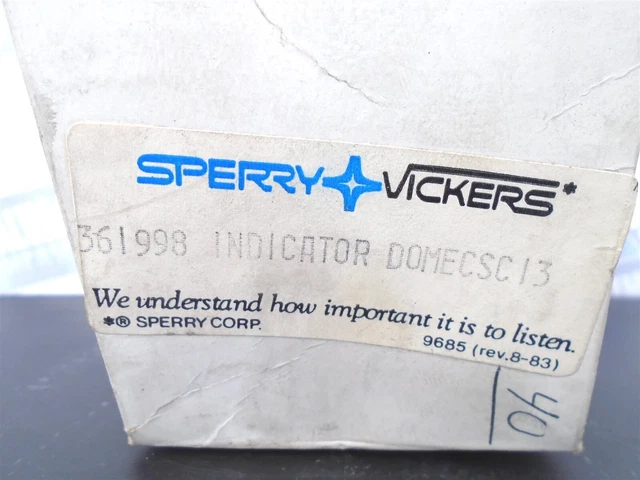 SPERRY VICKERS*
361998 INDICATOR DOMECSC13
We understand how important it is to listen.
*® SPERRY CORP.
9685 (rev.8-83)
40